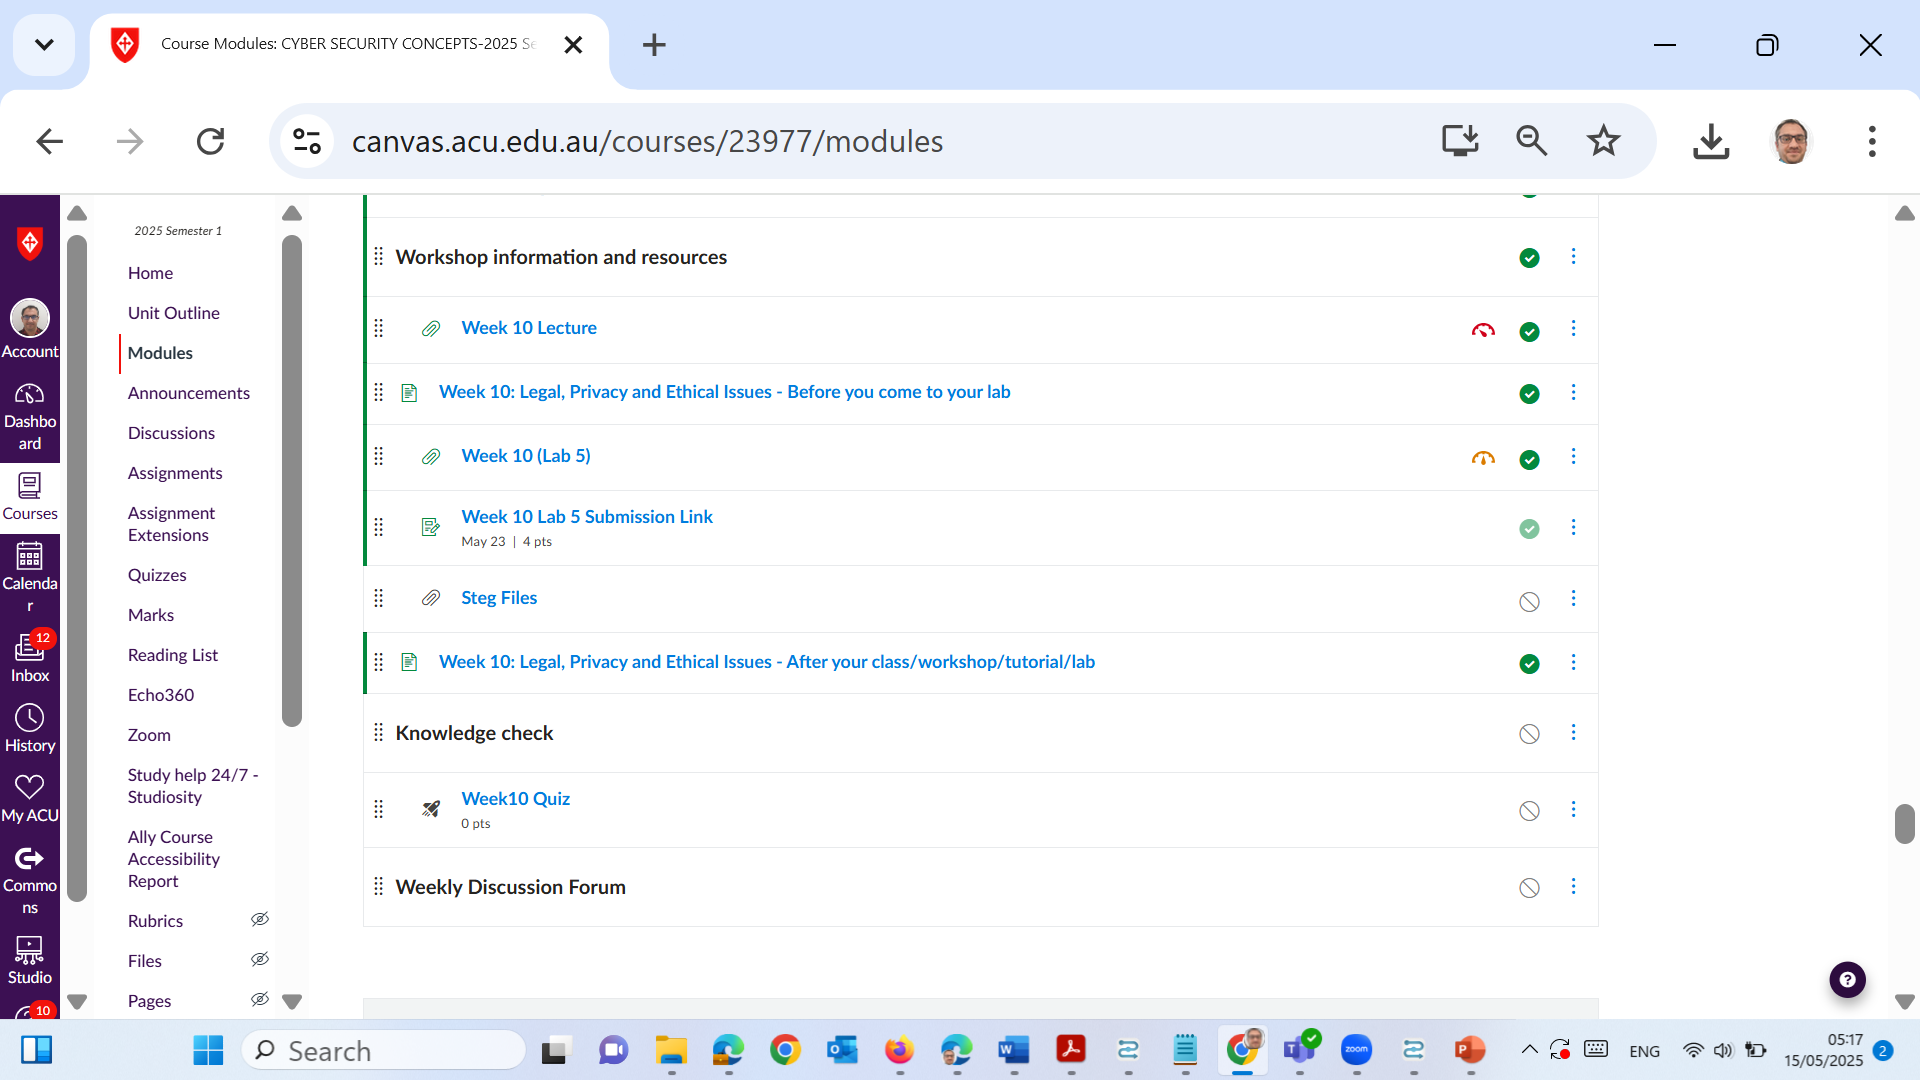 Course Modules: CYBER SECURITY CONCEPTS-2025 Se
canvas.acu.edu.au/courses/23977/modules
Account
Dashbo
ard
Courses
Calenda
r
12
Inbox
History
My ACU
Commo
ns
Studio
10
2025 Semester 1
Home
Unit Outline
Modules
Announcements
Discussions
Assignments
Assignment
Extensions
Quizzes
Marks
Reading List
Echo360
Zoom
Study help 24/7 -
Studiosity
Ally Course
Accessibility
Report
Rubrics
Files
Pages
Workshop information and resources
Week 10 Lecture
Week 10: Legal, Privacy and Ethical Issues - Before you come to your lab
Week 10 (Lab 5)
Week 10 Lab 5 Submission Link
May 23 | 4 pts
Steg Files
Week 10: Legal, Privacy and Ethical Issues - After your class/workshop/tutorial/lab
Knowledge check
Week10 Quiz
0 pts
Weekly Discussion Forum
Search
zoom
ENG
05:17
15/05/2025
2